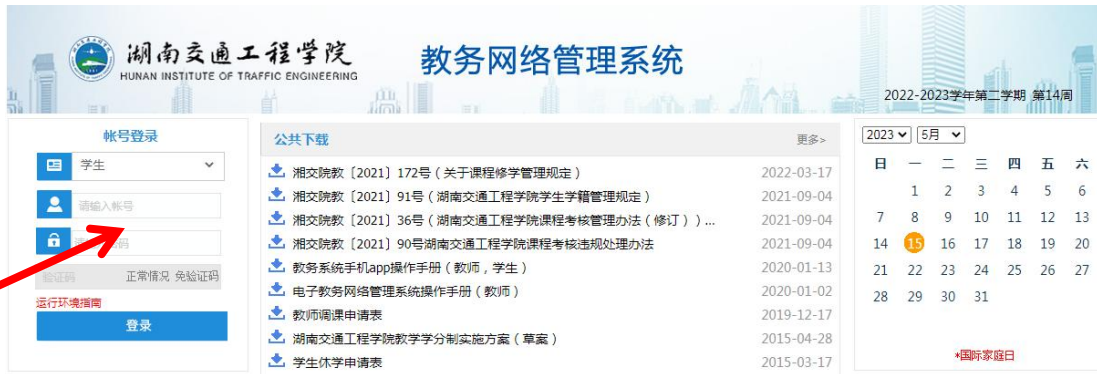 湖南交通工程学院
HUNAN INSTITUTE OF TRAFFIC ENGINEERING
教务网络管理系统
2022-2023学年第二学期 第14周
帐号登录
学生
请输入帐号
码
验证码 正常情况 免验证码
运行环境指南
登录
公共下载 更多>
湘交院教〔2021〕172号（关于课程修学管理规定） 2022-03-17
湘交院教〔2021〕91号（湖南交通工程学院学生学籍管理规定） 2021-09-04
湘交院教〔2021〕36号（湖南交通工程学院课程考核管理办法（修订））... 2021-09-04
湘交院教〔2021〕90号湖南交通工程学院课程考核违规处理办法 2021-09-04
教务系统手机app操作手册（教师，学生） 2020-01-13
电子教务网络管理系统操作手册（教师） 2020-01-02
教师调课申请表 2019-12-17
湖南交通工程学院教学学分制实施方案（草案） 2015-04-28
学生休学申请表 2015-03-17
2023 5月
日 一 二 三 四 五 六
1 2 3 4 5 6
7 8 9 10 11 12 13
14 15 16 17 18 19 20
21 22 23 24 25 26 27
28 29 30 31
*国际家庭日